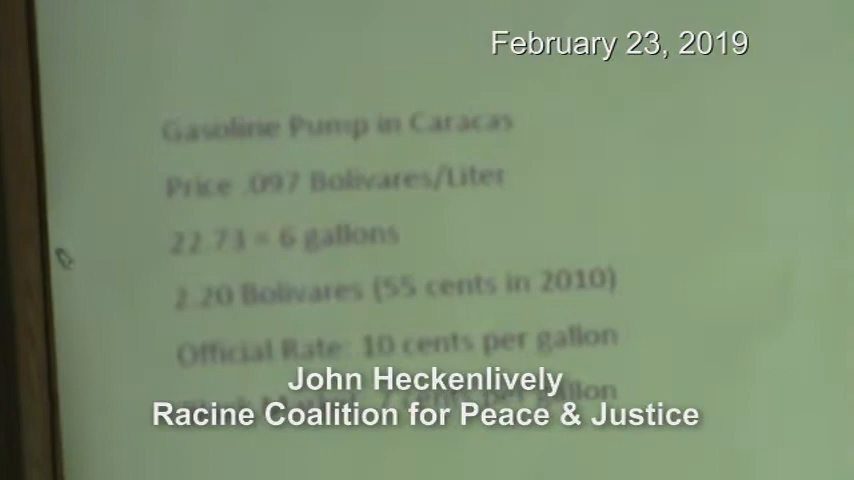 February 23, 2019
Gasoline Pump in Caracas
Price .097 Bolivares/Liter
22.73 = 6 gallons
2.20 Bolivares (55 cents in 2010)
Official Rate: 10 cents per gallon
John Heckenlively
Racine Coalition for Peace & Justice